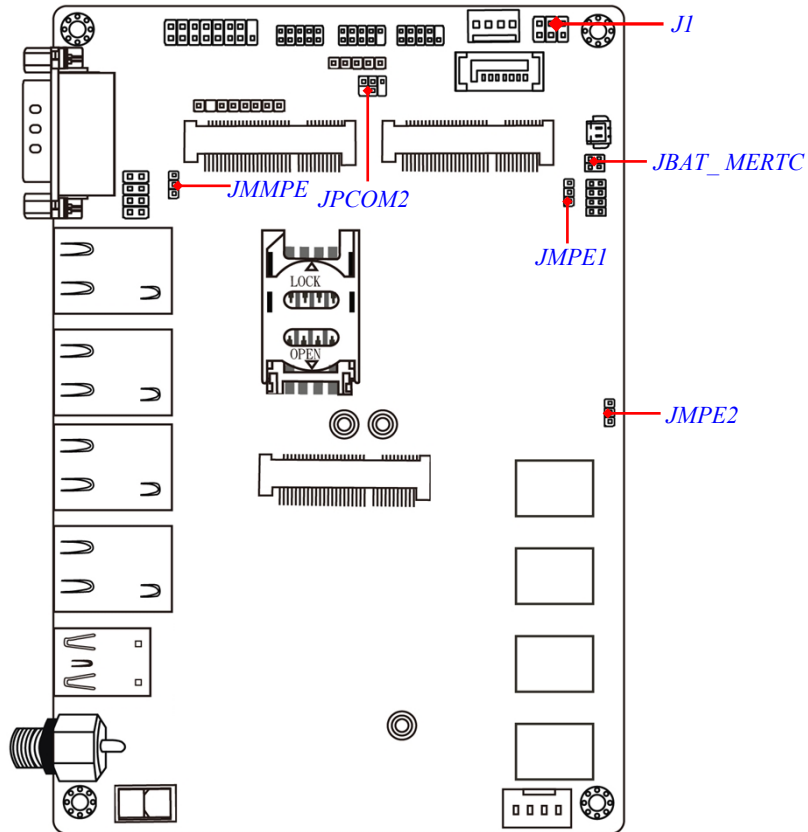 J1
JBAT_ MERTC
JMMPE
JPCOM2
JMPE1
LOCK
OPEN
JMPE2